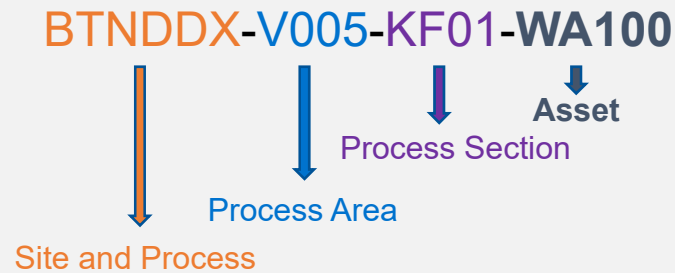 BTNDDX-V005-KF01-WA100
Asset
Process Section
Process Area
Site and Process